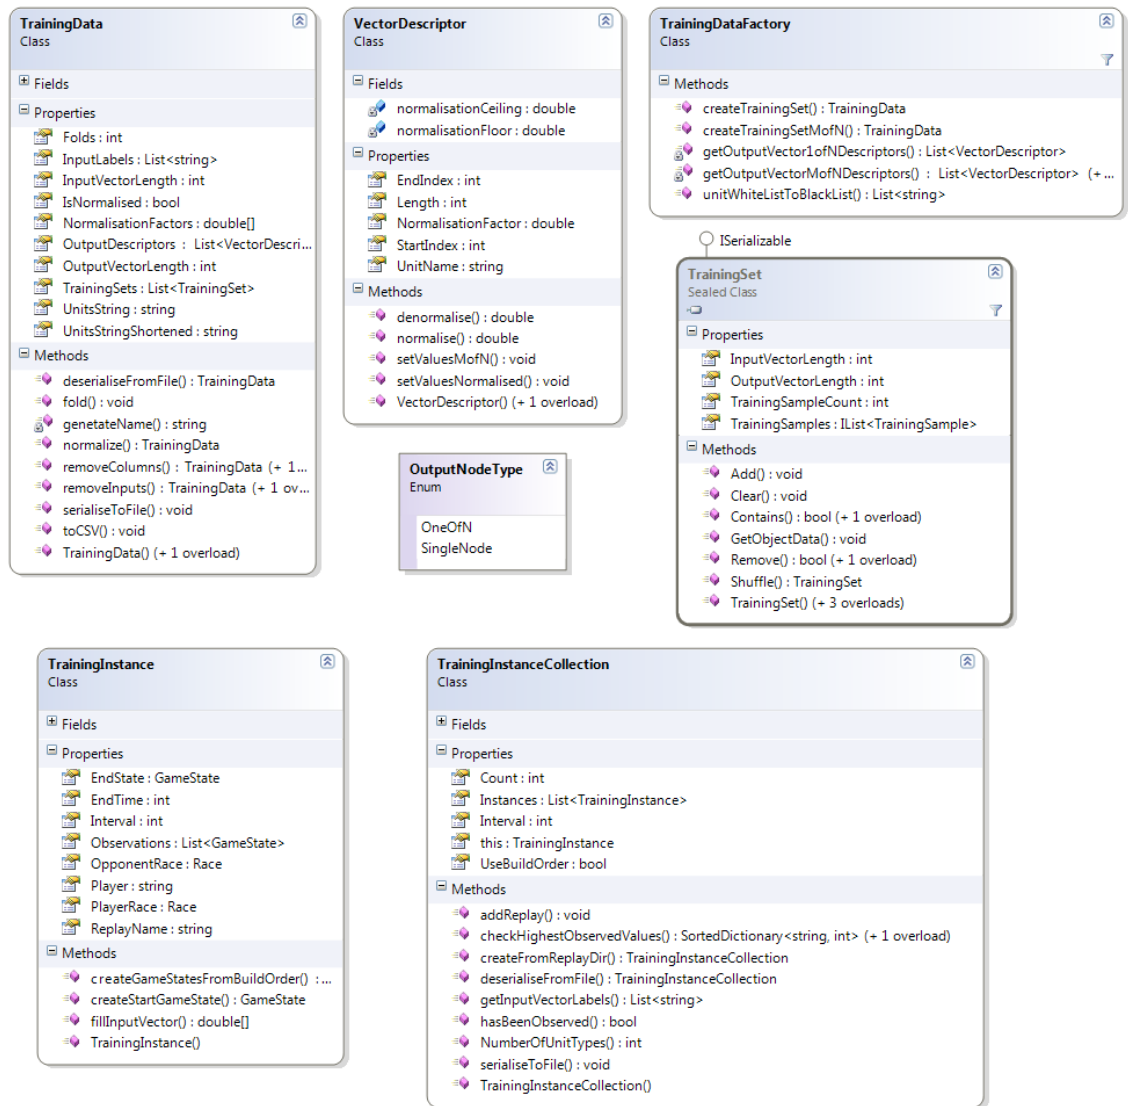 TrainingData
Class
Fields
Properties
Folds : int
InputLabels : List<string>
InputVectorLength : int
IsNormalised : bool
NormalisationFactors : double[]
OutputDescriptors : List<VectorDescri...
OutputVectorLength : int
TrainingSets : List<TrainingSet>
UnitsString : string
UnitsStringShortened : string
Methods
deserialiseFromFile() : TrainingData
fold() : void
genetateName() : string
normalize() : TrainingData
removeColumns() : TrainingData (+ 1...
removeInputs() : TrainingData (+ 1 ov...
serialiseToFile() : void
toCSV() : void
TrainingData() (+ 1 overload)
VectorDescriptor
Class
Fields
normalisationCeiling : double
normalisationFloor : double
Properties
EndIndex : int
Length : int
NormalisationFactor : double
StartIndex : int
UnitName : string
Methods
denormalise() : double
normalise() : double
setValuesMofN() : void
setValuesNormalised() : void
VectorDescriptor() (+ 1 overload)
TrainingDataFactory
Class
Methods
createTrainingSet() : TrainingData
createTrainingSetMofN() : TrainingData
getOutputVector1ofNDescriptors() : List<VectorDescriptor>
getOutputVectorMofNDescriptors() : List<VectorDescriptor> (+ ...
unitWhiteListToBlackList() : List<string>
ISerializable
TrainingSet
Sealed Class
Properties
InputVectorLength : int
OutputVectorLength : int
TrainingSampleCount : int
TrainingSamples : IList<TrainingSample>
Methods
Add() : void
Clear() : void
Contains() : bool (+ 1 overload)
GetObjectData() : void
Remove() : bool (+ 1 overload)
Shuffle() : TrainingSet
TrainingSet() (+ 3 overloads)
OutputNodeType
Enum
OneOfN
SingleNode
TrainingInstance
Class
Fields
Properties
EndState : GameState
EndTime : int
Interval : int
Observations : List<GameState>
OpponentRace : Race
Player : string
PlayerRace : Race
ReplayName : string
Methods
createGameStatesFromBuildOrder() : ...
createStartGameState() : GameState
fillInputVector() : double[]
TrainingInstance()
TrainingInstanceCollection
Class
Fields
Properties
Count : int
Instances : List<TrainingInstance>
Interval : int
this : TrainingInstance
UseBuildOrder : bool
Methods
addReplay() : void
checkHighestObservedValues() : SortedDictionary<string, int> (+ 1 overload)
createFromReplayDir() : TrainingInstanceCollection
deserialiseFromFile() : TrainingInstanceCollection
getInputVectorLabels() : List<string>
hasBeenObserved() : bool
NumberOfUnitTypes() : int
serialiseToFile() : void
TrainingInstanceCollection()